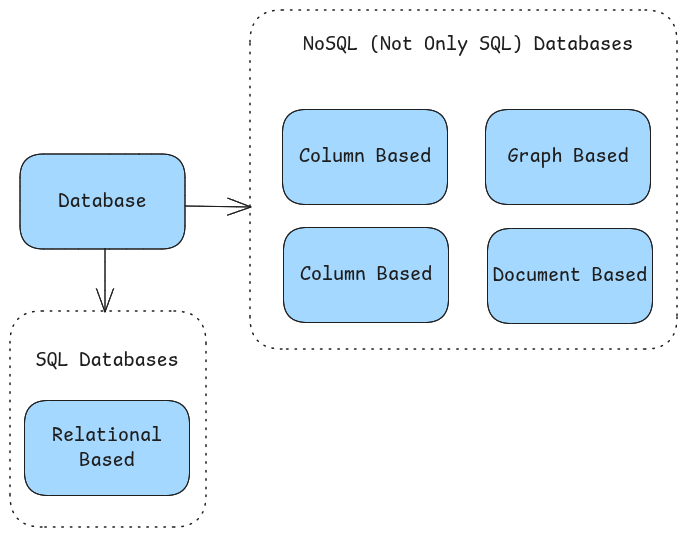 NoSQL (Not Only SQL) Databases
Column Based
Graph Based
Database
Column Based
Document Based
SQL Databases
Relational
Based